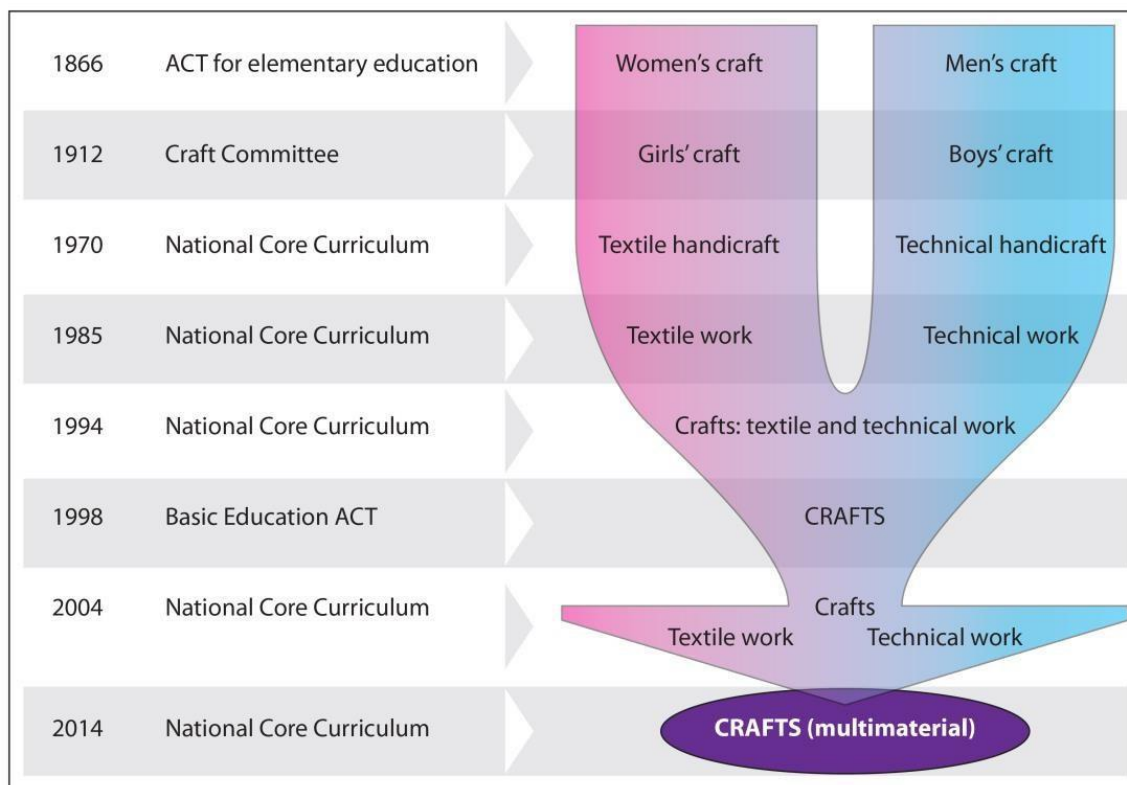 1866 ACT for elementary education Women’s craft Men’s craft
1912 Craft Committee Girls’ craft Boys’ craft
1970 National Core Curriculum Textile handicraft Technical handicraft
1985 National Core Curriculum Textile work Technical work
1994 National Core Curriculum Crafts: textile and technical work
1998 Basic Education ACT CRAFTS
2004 National Core Curriculum Crafts
Textile work Technical work
2014 National Core Curriculum CRAFTS (multimaterial)